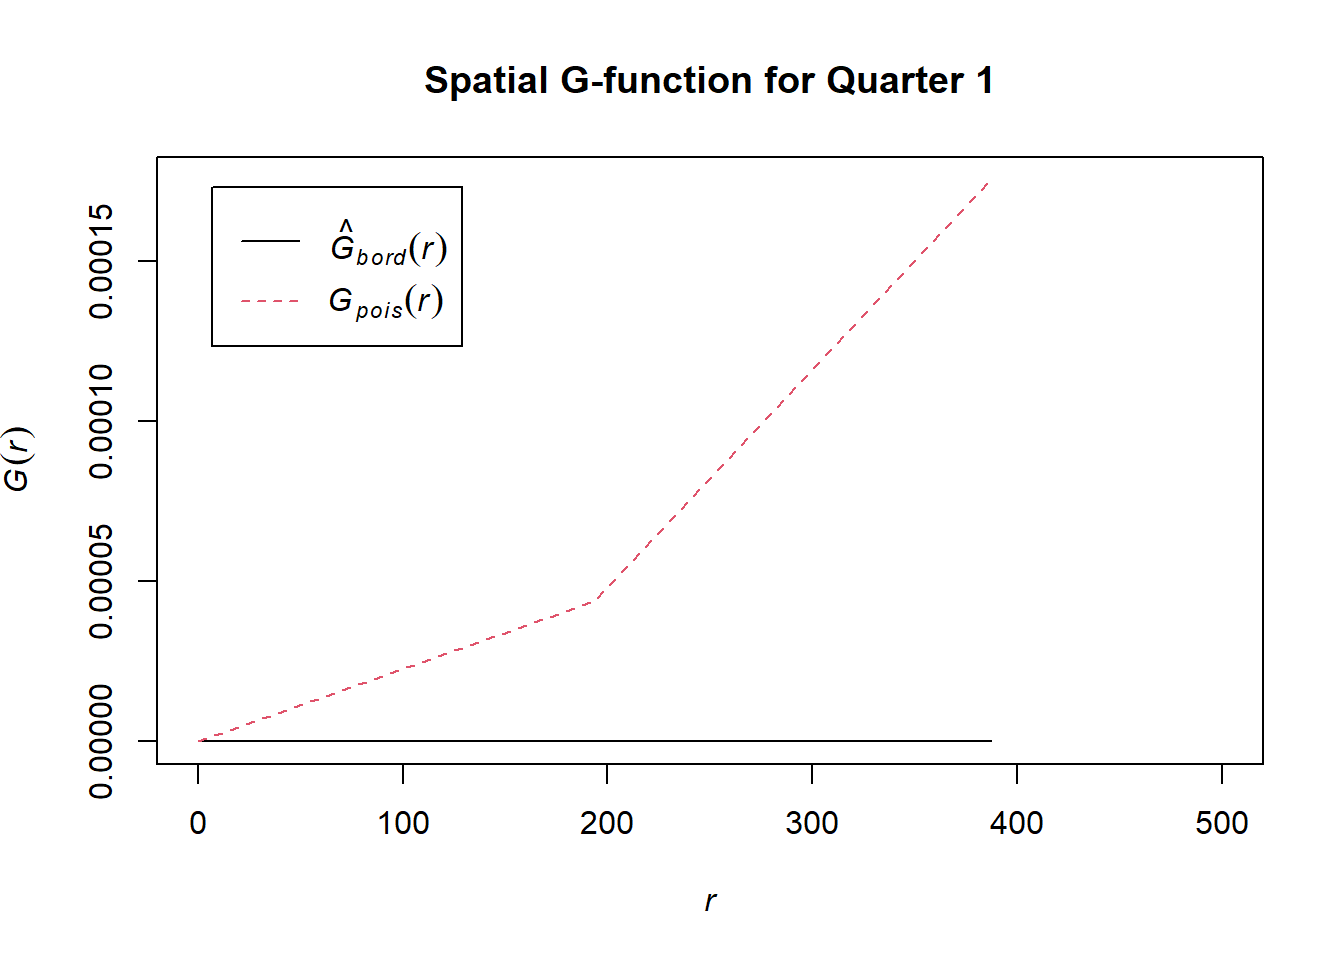 Spatial G-function for Quarter 1
Ĝbord(r)
Gpois(r)
G(r)
0.00015
0.00010
0.00005
0.00000
0 100 200 300 400 500
r